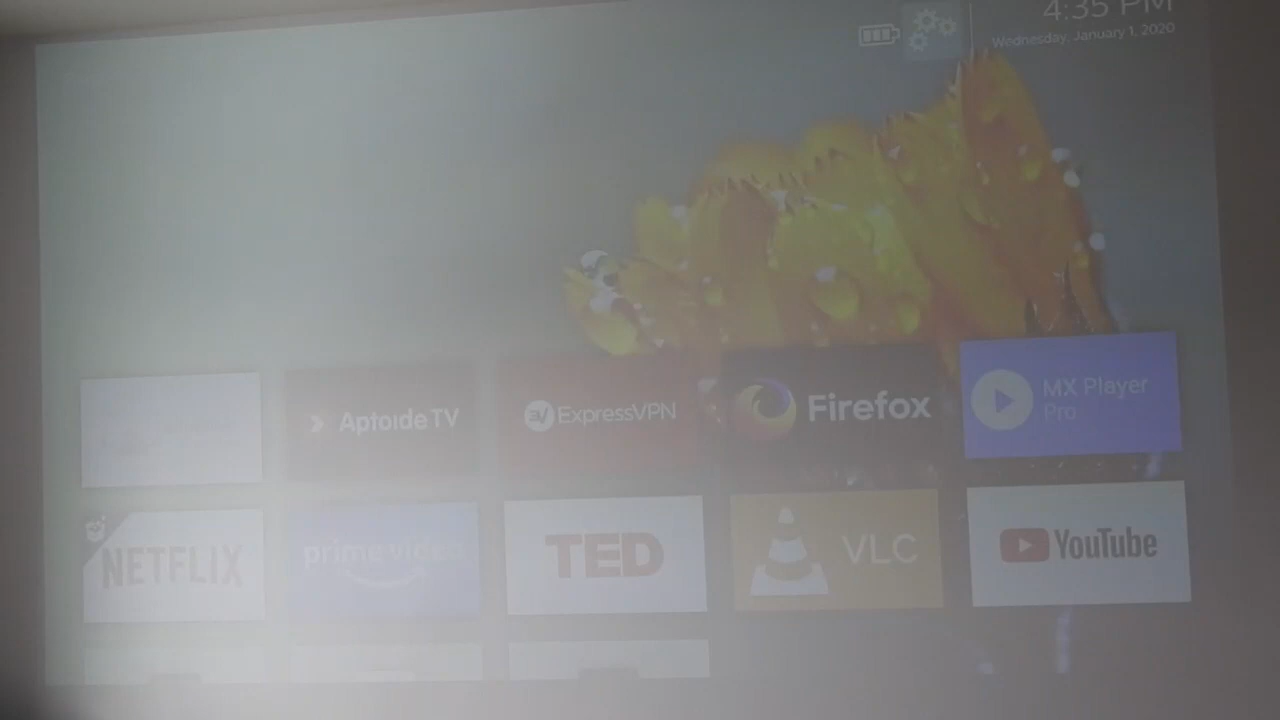 4:35 PM
Wednesday, January 1, 2020
Aptoide TV
ExpressVPN
Firefox
MX Player
Pro
NETFLIX
prime video
TED
VLC
YouTube